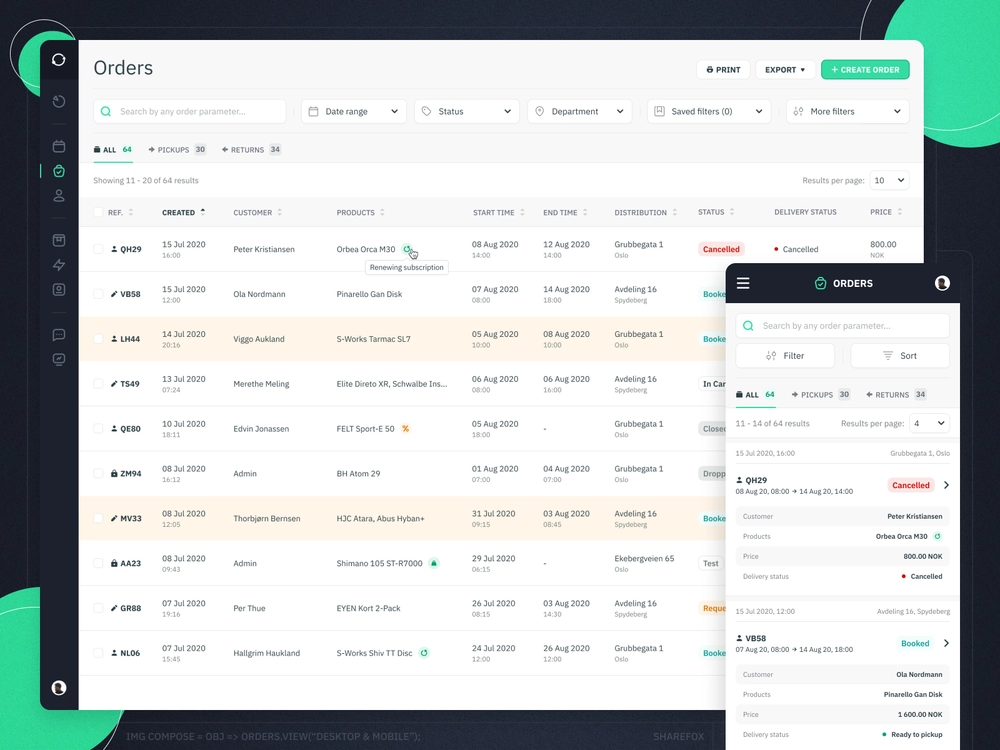 Orders
PRINT
EXPORT
+ CREATE ORDER
Search by any order parameter...
Date range
Status
Department
Saved filters (0)
More filters
ALL 64
PICKUPS 30
RETURNS 34
Showing 11 - 20 of 64 results
Results per page: 10
REF. CREATED CUSTOMER PRODUCTS START TIME END TIME DISTRIBUTION STATUS DELIVERY STATUS PRICE
QH29 15 Jul 2020 Peter Kristiansen Orbea Orca M30 08 Aug 2020 12 Aug 2020 Grubbegata 1 Cancelled Cancelled 800.00
16:00 14:00 14:00 Oslo NOK
Renewing subscription
VB58 15 Jul 2020 Ola Nordmann Pinarello Gan Disk 07 Aug 2020 14 Aug 2020 Avdeling 16 Booke
12:00 08:00 18:00 Spydeberg
LH44 14 Jul 2020 Viggo Aukland S-Works Tarmac SL7 05 Aug 2020 08 Aug 2020 Grubbegata 1 Booke
20:16 10:00 10:00 Oslo
TS49 13 Jul 2020 Merethe Meling Elite Direto XR, Schwalbe Ins... 06 Aug 2020 06 Aug 2020 Avdeling 16 In Car
07:24 08:00 16:00 Spydeberg
QE80 10 Jul 2020 Edvin Jonassen FELT Sport-E 50 05 Aug 2020 - Grubbegata 1 Closed
18:11 18:00 Oslo
ZM94 08 Jul 2020 Admin BH Atom 29 01 Aug 2020 04 Aug 2020 Grubbegata 1 Dropp
16:12 07:00 07:00 Oslo
MV33 08 Jul 2020 Thorbjørn Bernsen HJC Atara, Abus Hyban+ 31 Jul 2020 03 Aug 2020 Avdeling 16 Booke
12:05 09:15 08:45 Spydeberg
AA23 08 Jul 2020 Admin Shimano 105 ST-R7000 29 Jul 2020 - Ekebergveien 65 Test
09:43 06:15 Oslo
GR88 07 Jul 2020 Per Thue EYEN Kort 2-Pack 26 Jul 2020 03 Aug 2020 Avdeling 16 Reque
19:16 08:15 14:30 Spydeberg
NL06 07 Jul 2020 Hallgrim Haukland S-Works Shiv TT Disc 24 Jul 2020 26 Aug 2020 Grubbegata 1 Booke
15:45 12:00 12:00 Oslo
ORDERS
Search by any order parameter...
Filter
Sort
ALL 64
PICKUPS 30
RETURNS 34
11 - 14 of 64 results
Results per page: 4
15 Jul 2020, 16:00 Grubbegata 1, Oslo
QH29
Cancelled
08 Aug 20, 08:00 → 14 Aug 20, 14:00
Customer Peter Kristiansen
Products Orbea Orca M30
Price 800.00 NOK
Delivery status Cancelled
15 Jul 2020, 12:00 Avdeling 16, Spydeberg
VB58
Booked
07 Aug 20, 08:00 → 14 Aug 20, 18:00
Customer Ola Nordmann
Products Pinarello Gan Disk
Price 1 600.00 NOK
Delivery status Ready to pickup
IMG COMPOSE = OBJ => ORDERS.VIEW("DESKTOP & MOBILE");
SHAREFOX